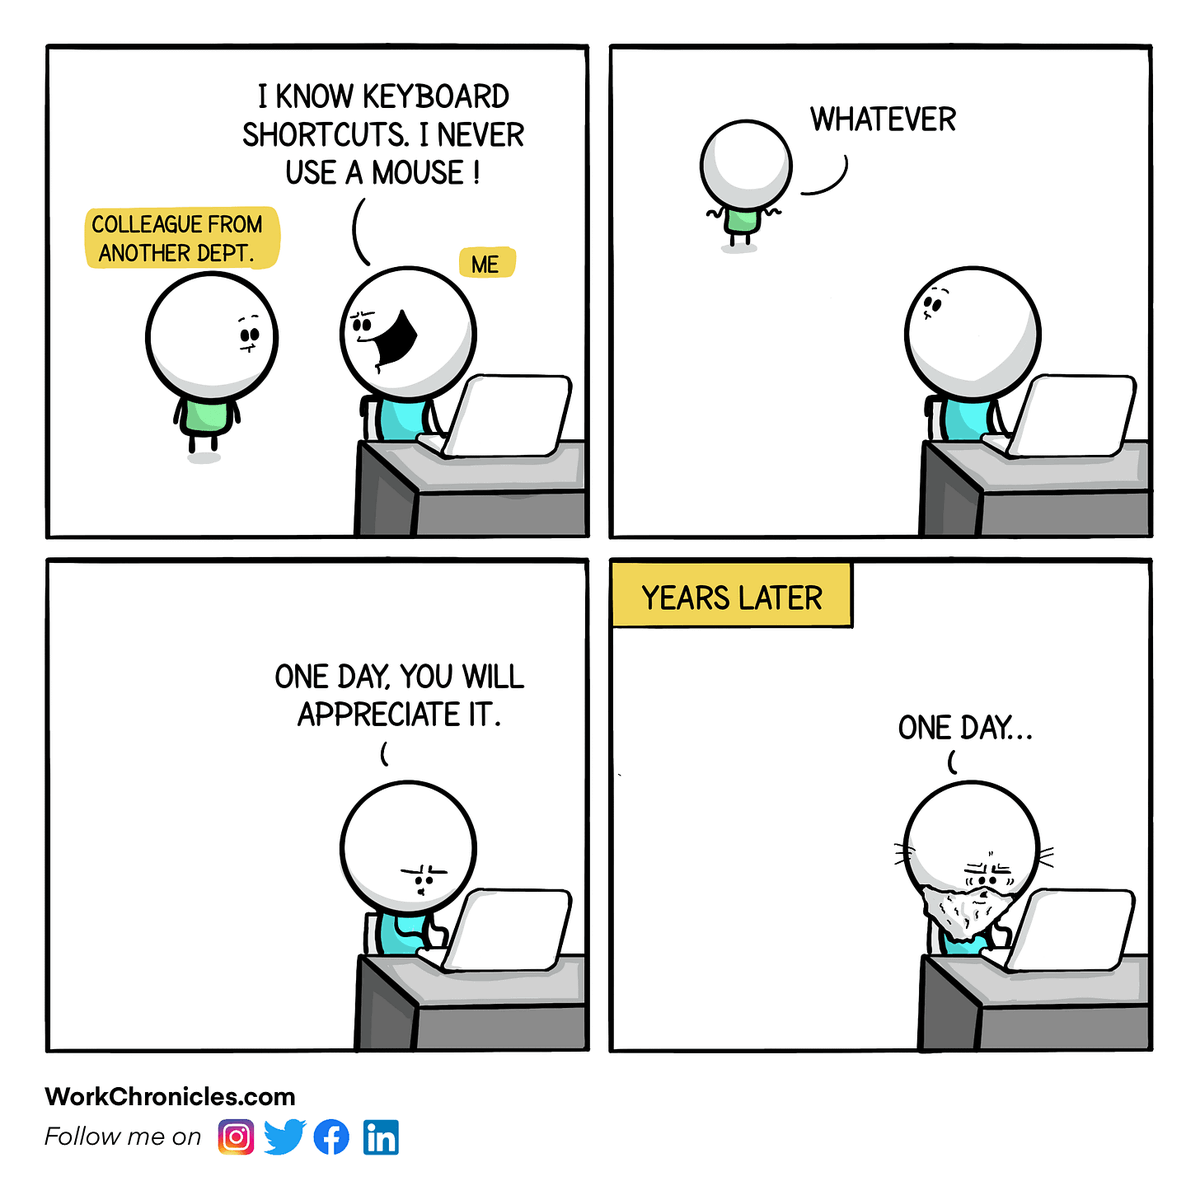 I KNOW KEYBOARD
SHORTCUTS. I NEVER
USE A MOUSE !
COLLEAGUE FROM
ANOTHER DEPT.
ME
WHATEVER
ONE DAY, YOU WILL
APPRECIATE IT.
YEARS LATER
ONE DAY...
WorkChronicles.com
Follow me on